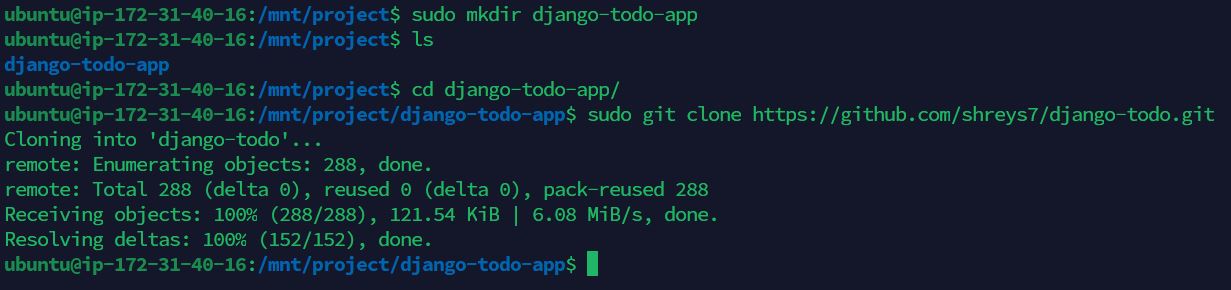 ubuntu@ip-172-31-40-16:/mnt/project$ sudo mkdir django-todo-app
ubuntu@ip-172-31-40-16:/mnt/project$ ls
django-todo-app
ubuntu@ip-172-31-40-16:/mnt/project$ cd django-todo-app/
ubuntu@ip-172-31-40-16:/mnt/project/django-todo-app$ sudo git clone https://github.com/shreys7/django-todo.git
Cloning into 'django-todo'...
remote: Enumerating objects: 288, done.
remote: Total 288 (delta 0), reused 0 (delta 0), pack-reused 288
Receiving objects: 100% (288/288), 121.54 KiB | 6.08 MiB/s, done.
Resolving deltas: 100% (152/152), done.
ubuntu@ip-172-31-40-16:/mnt/project/django-todo-app$